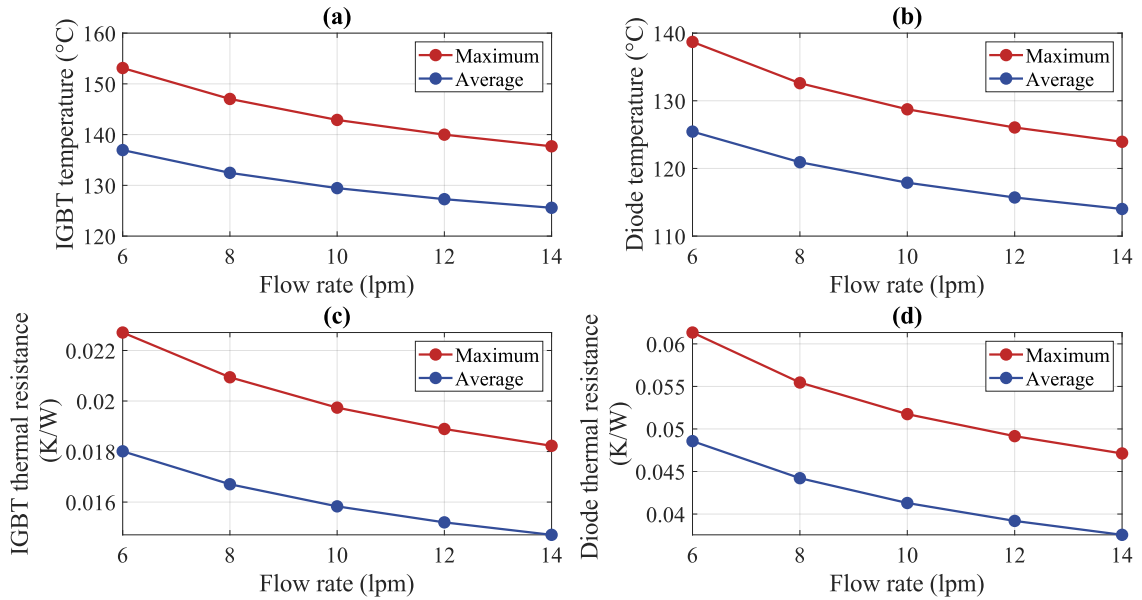 (a)
IGBT temperature (°C)
160
150
140
130
120
6 8 10 12 14
Flow rate (lpm)
Maximum
Average
(b)
Diode temperature (°C)
140
130
120
110
6 8 10 12 14
Flow rate (lpm)
Maximum
Average
(c)
IGBT thermal resistance
(K/W)
0.022
0.02
0.018
0.016
6 8 10 12 14
Flow rate (lpm)
Maximum
Average
(d)
Diode thermal resistance
(K/W)
0.06
0.055
0.05
0.045
0.04
6 8 10 12 14
Flow rate (lpm)
Maximum
Average